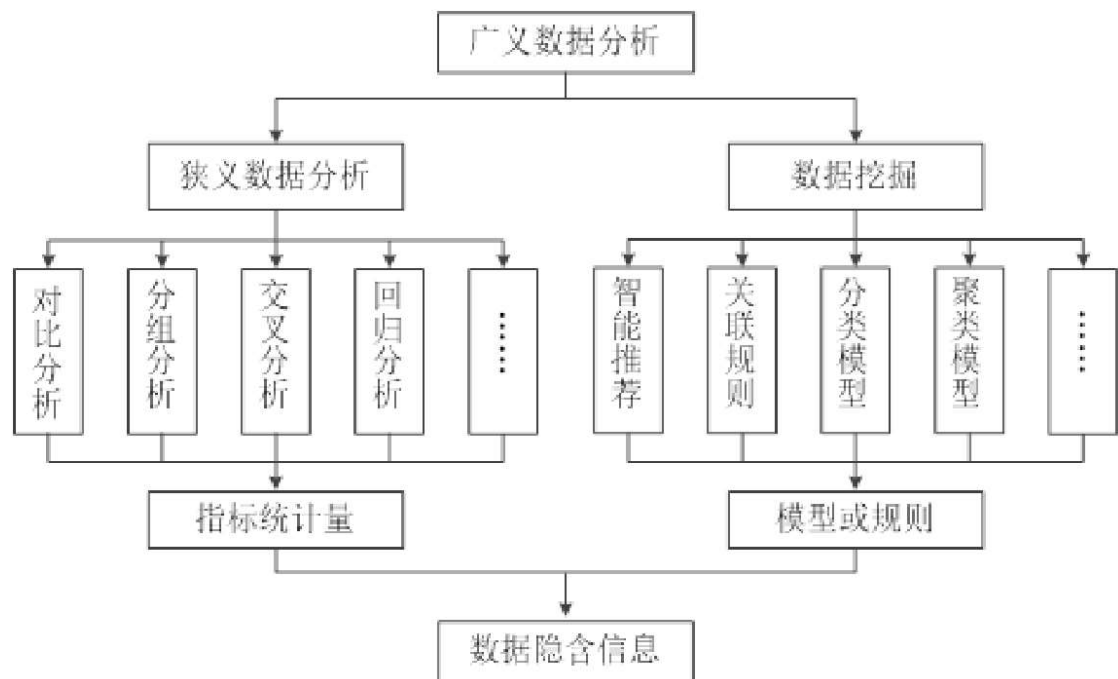 广义数据分析
狭义数据分析
数据挖掘
对比分析
分组分析
交叉分析
回归分析
……
智能推荐
关联规则
分类模型
聚类模型
……
指标统计量
模型或规则
数据隐含信息